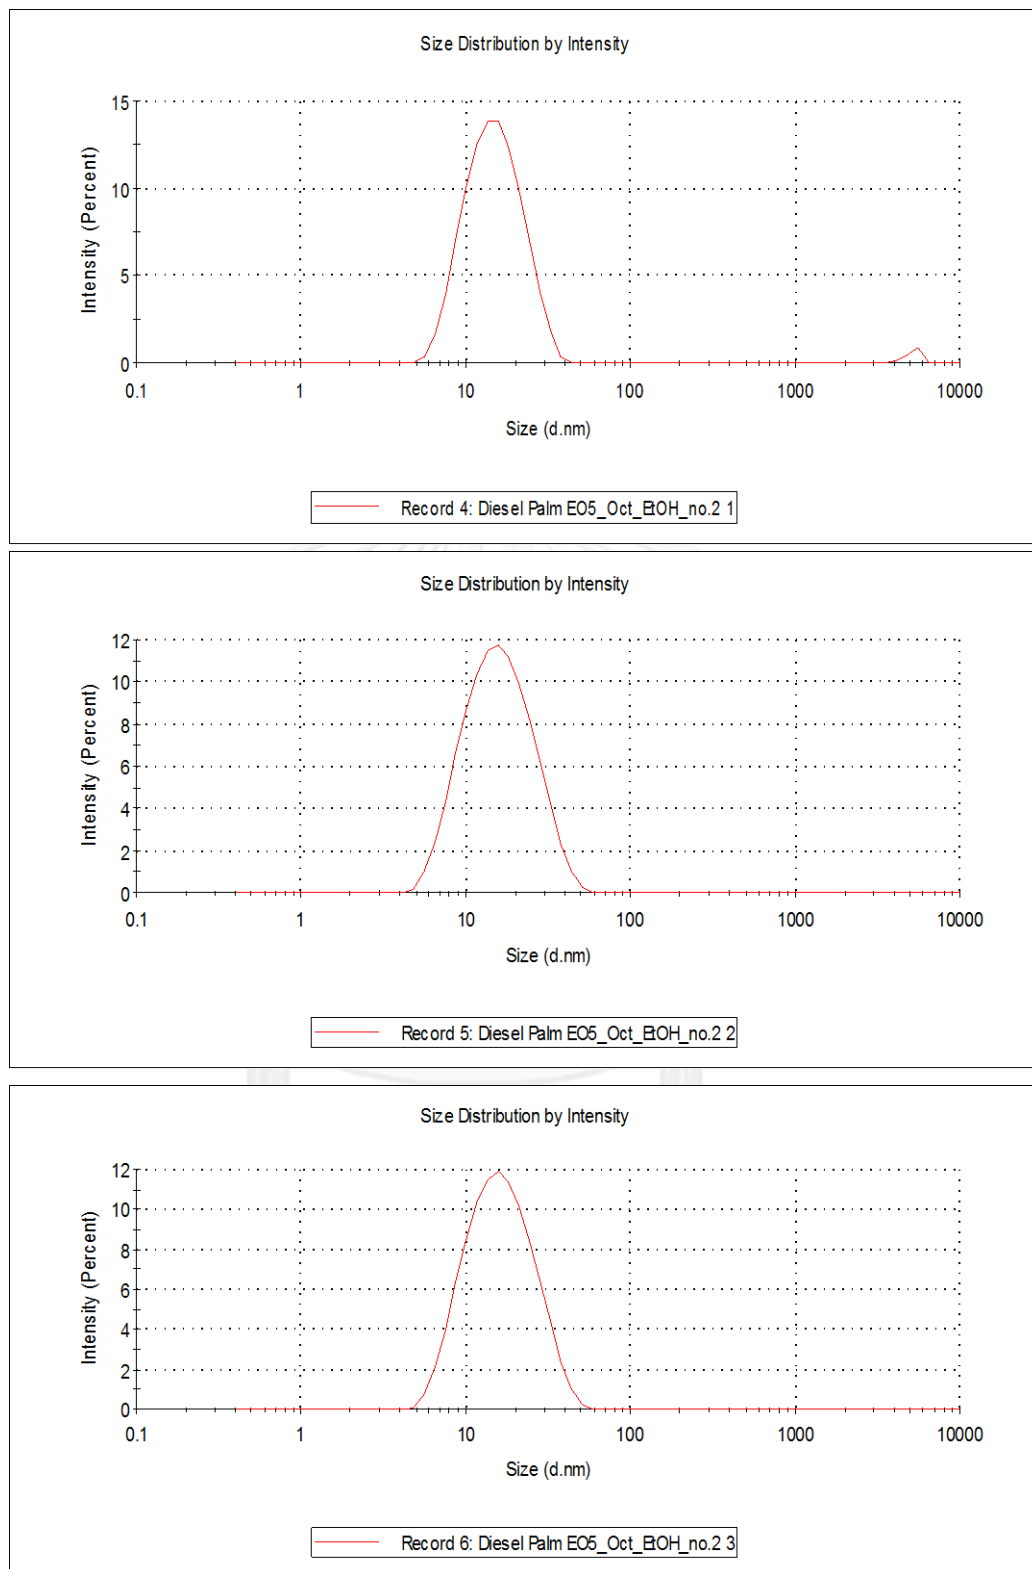 Size Distribution by Intensity
15
10
5
0
Intensity (Percent)
0.1 1 10 100 1000 10000
Size (d.nm)
Record 4: Diesel Palm EO5_Oct_EtOH_no.2 1
Size Distribution by Intensity
12
10
8
6
4
2
0
Intensity (Percent)
0.1 1 10 100 1000 10000
Size (d.nm)
Record 5: Diesel Palm EO5_Oct_EtOH_no.2 2
Size Distribution by Intensity
12
10
8
6
4
2
0
Intensity (Percent)
0.1 1 10 100 1000 10000
Size (d.nm)
Record 6: Diesel Palm EO5_Oct_EtOH_no.2 3